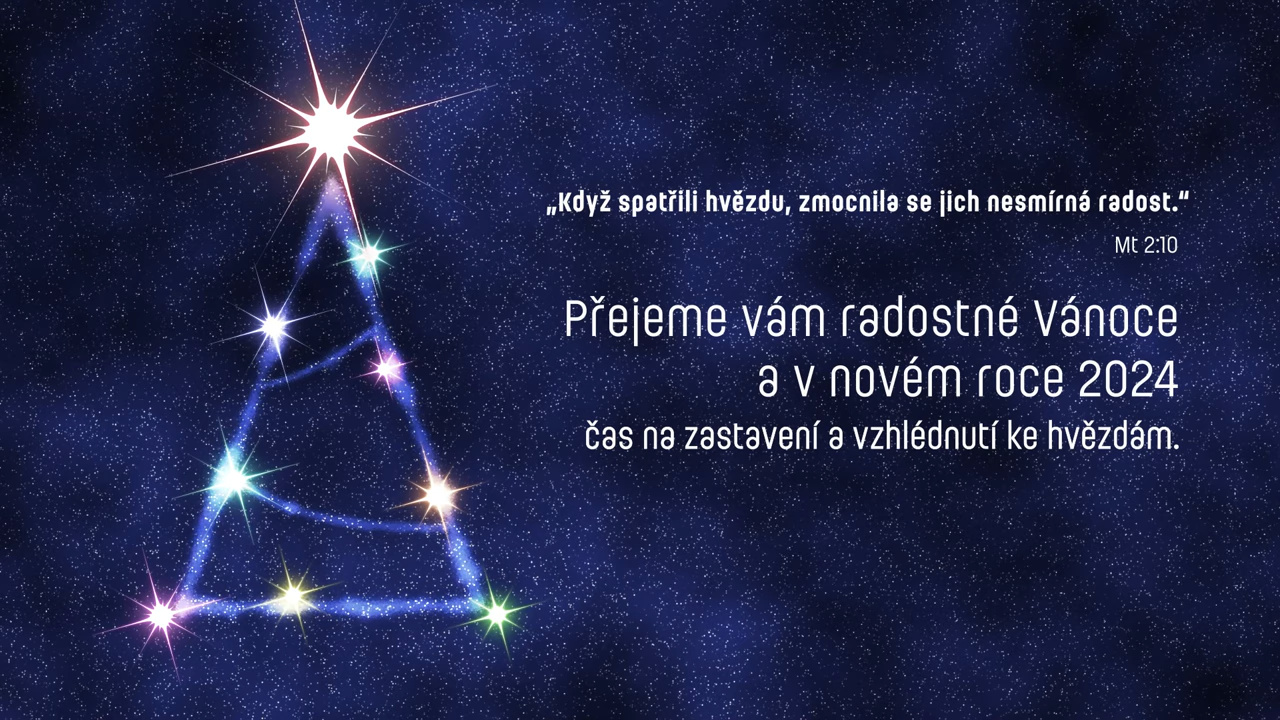 „Když spatřili hvězdu, zmocnila se jich nesmírná radost.“
Mt 2:10
Přejeme vám radostné Vánoce
a v novém roce 2024
čas na zastavení a vzhlédnutí ke hvězdám.